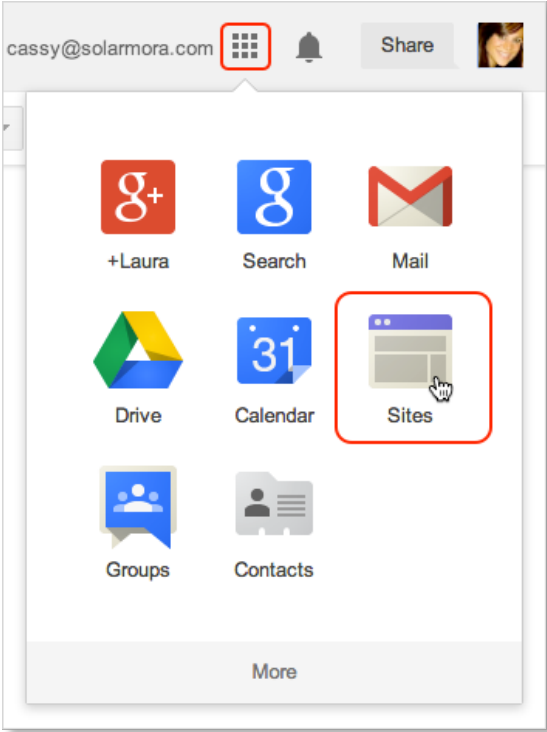 cassy@solarmora.com Share
g+ g
+Laura Search Mail
31
Drive Calendar Sites
Groups Contacts
More